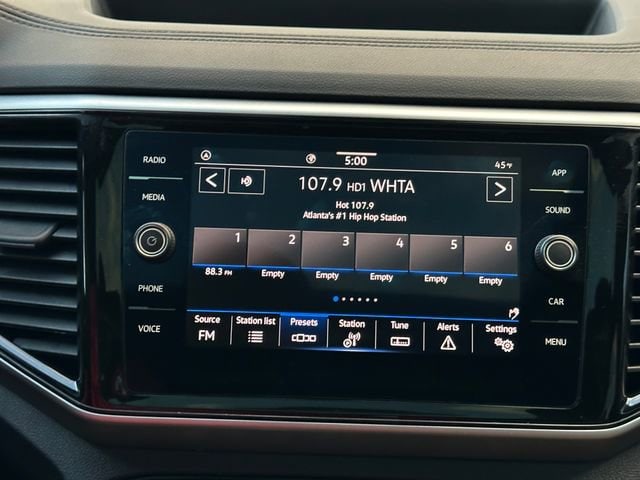 RADIO
MEDIA
PHONE
VOICE
5:00
45°F
107.9 HD1 WHTA
Hot 107.9
Atlanta's #1 Hip Hop Station
1 2 3 4 5 6
88.3 FM Empty Empty Empty Empty Empty
Source Station list Presets Station Tune Alerts Settings
FM
APP
SOUND
CAR
MENU